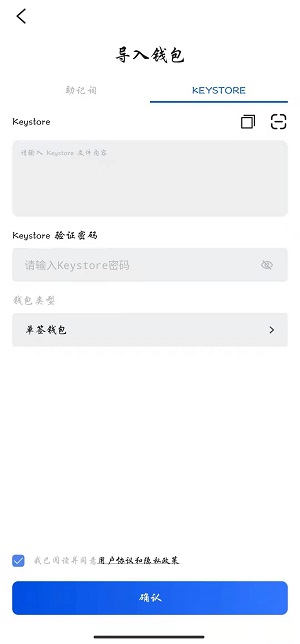 导入钱包
助记词
KEYSTORE
Keystore
请输入 Keystore 文件内容
Keystore 验证密码
请输入Keystore密码
钱包类型
单签钱包
我已阅读并同意用户协议和隐私政策
确认